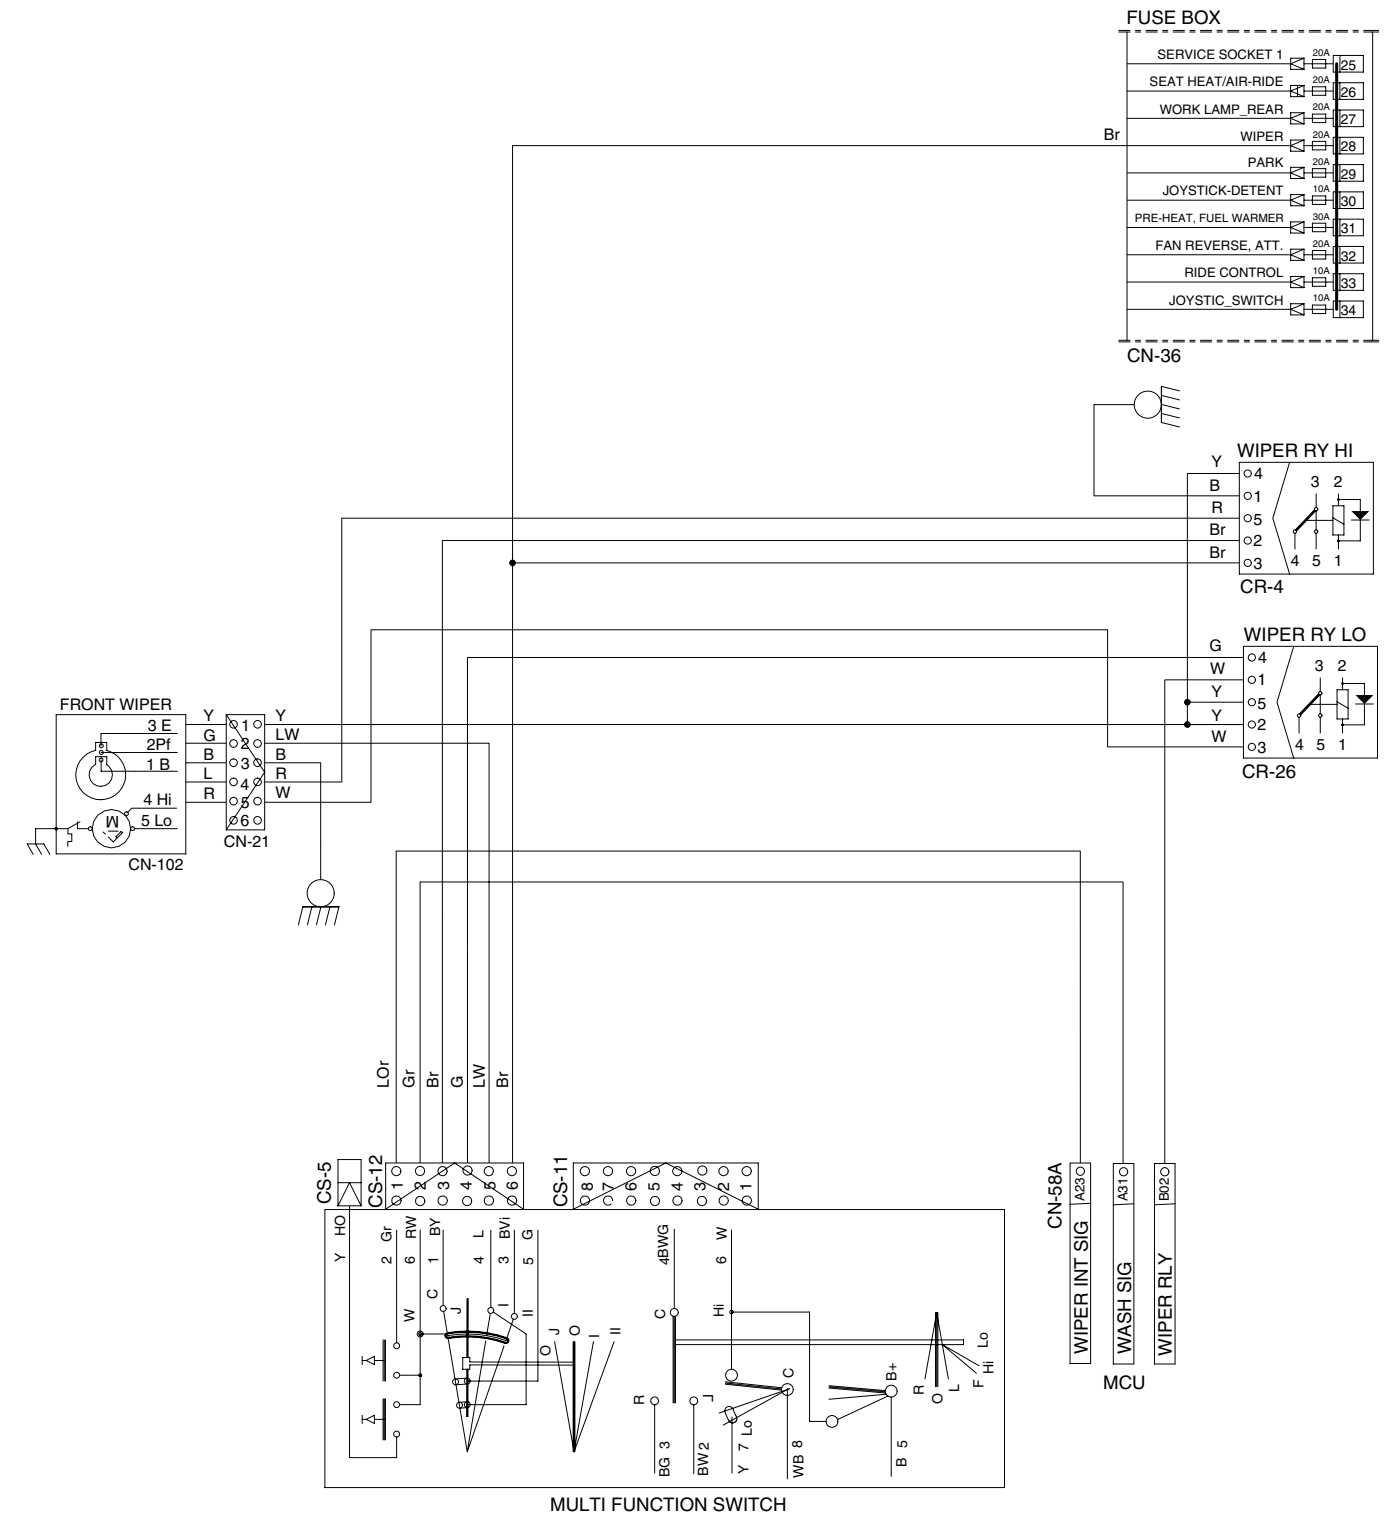 FUSE BOX
SERVICE SOCKET 1 20A 25
SEAT HEAT/AIR-RIDE 20A 26
WORK LAMP_REAR 20A 27
Br WIPER 20A 28
PARK 20A 29
JOYSTICK-DETENT 10A 30
PRE-HEAT, FUEL WARMER 30A 31
FAN REVERSE, ATT. 20A 32
RIDE CONTROL 10A 33
JOYSTIC_SWITCH 10A 34
CN-36
WIPER RY HI
Y 4
B 1
R 5
Br 2
Br 3
3 2
4 5 1
CR-4
WIPER RY LO
G 4
W 1
Y 5
Y 2
W 3
3 2
4 5 1
CR-26
FRONT WIPER
3 E
2Pf
1 B
4 Hi
5 Lo
M
CN-102
Y 1 Y
G 2 LW
B 3 B
L 4 R
R 5 W
6
CN-21
LOr Gr Br G LW Br
CS-5
CS-12
1 2 3 4 5 6
CS-11
8 7 6 5 4 3 2 1
Y HO
2 Gr
6 RW
1 BY
4 L
3 BVi
5 G
W
C
J
I
II
O
J
O
I
II
4BWG
C
R
J
BG 3
BW 2
6 W
Hi
Lo
Y 7
C
WB 8
B+
B 5
R
O
L
F
Hi
Lo
MULTI FUNCTION SWITCH
CN-58A
A23 WIPER INT SIG
A31 WASH SIG
B02 WIPER RLY
MCU